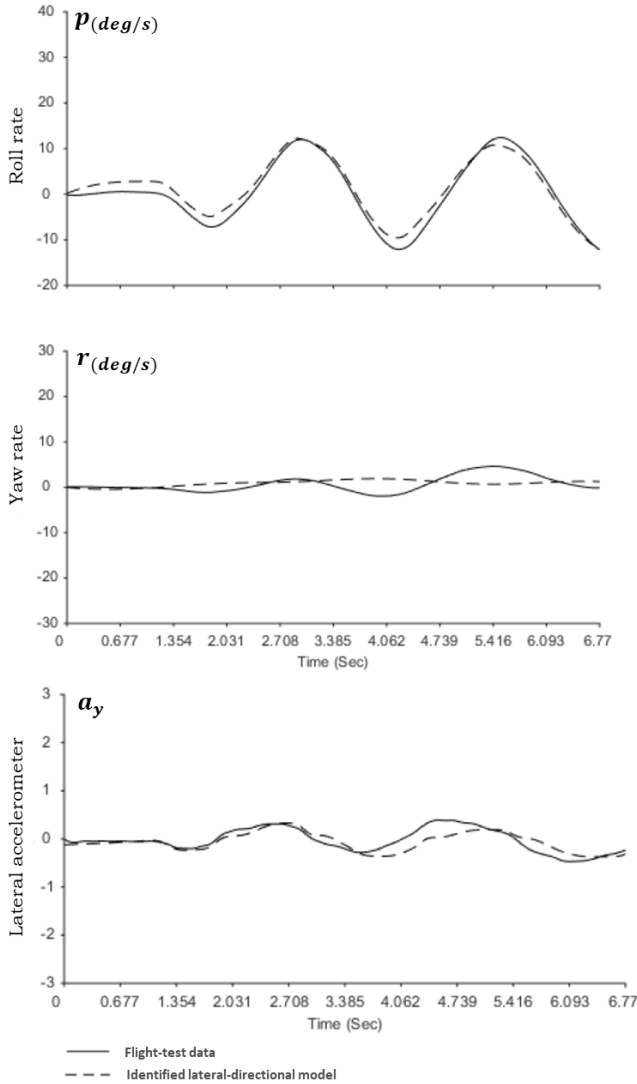 p(deg/s)
Roll rate
40
30
20
10
0
-10
-20
r(deg/s)
Yaw rate
30
20
10
0
-10
-20
-30
0 0.677 1.354 2.031 2.708 3.385 4.062 4.739 5.416 6.093 6.77
Time (Sec)
a_y
Lateral accelerometer
3
2
1
0
-1
-2
-3
0 0.677 1.354 2.031 2.708 3.385 4.062 4.739 5.416 6.093 6.77
Time (Sec)
Flight-test data
Identified lateral-directional model